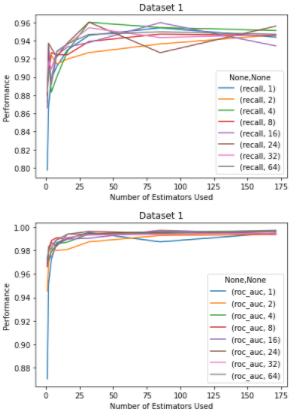 Dataset 1
Performance
0.96
0.94
0.92
0.90
0.88
0.86
0.84
0.82
0.80
None,None
(recall, 1)
(recall, 2)
(recall, 4)
(recall, 8)
(recall, 16)
(recall, 24)
(recall, 32)
(recall, 64)
0 25 50 75 100 125 150 175
Number of Estimators Used
Dataset 1
Performance
1.00
0.98
0.96
0.94
0.92
0.90
0.88
None,None
(roc_auc, 1)
(roc_auc, 2)
(roc_auc, 4)
(roc_auc, 8)
(roc_auc, 16)
(roc_auc, 24)
(roc_auc, 32)
(roc_auc, 64)
0 25 50 75 100 125 150 175
Number of Estimators Used